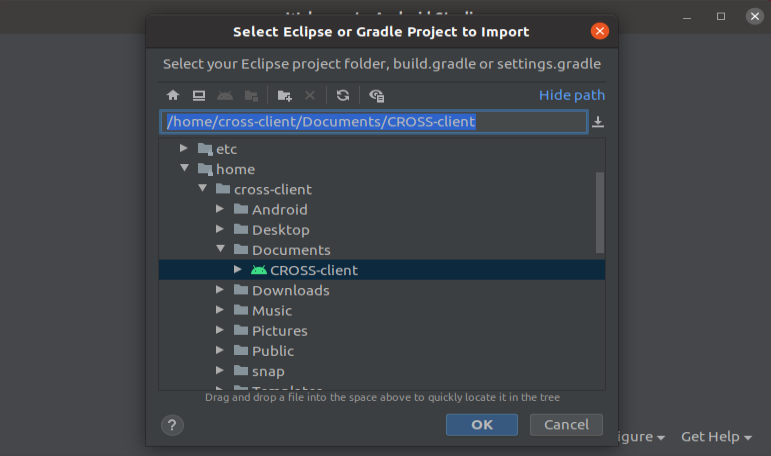 Select Eclipse or Gradle Project to Import
Select your Eclipse project folder, build.gradle or settings.gradle
Hide path
/home/cross-client/Documents/CROSS-client
etc
home
cross-client
Android
Desktop
Documents
CROSS-client
Downloads
Music
Pictures
Public
snap
Drag and drop a file into the space above to quickly locate it in the tree
?
OK
Cancel
igure
Get Help